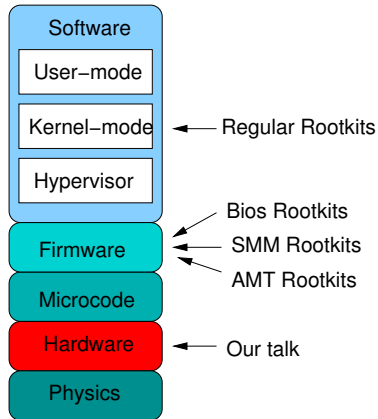 Software
User−mode
Kernel−mode
Regular Rootkits
Hypervisor
Bios Rootkits
Firmware
SMM Rootkits
AMT Rootkits
Microcode
Hardware
Our talk
Physics